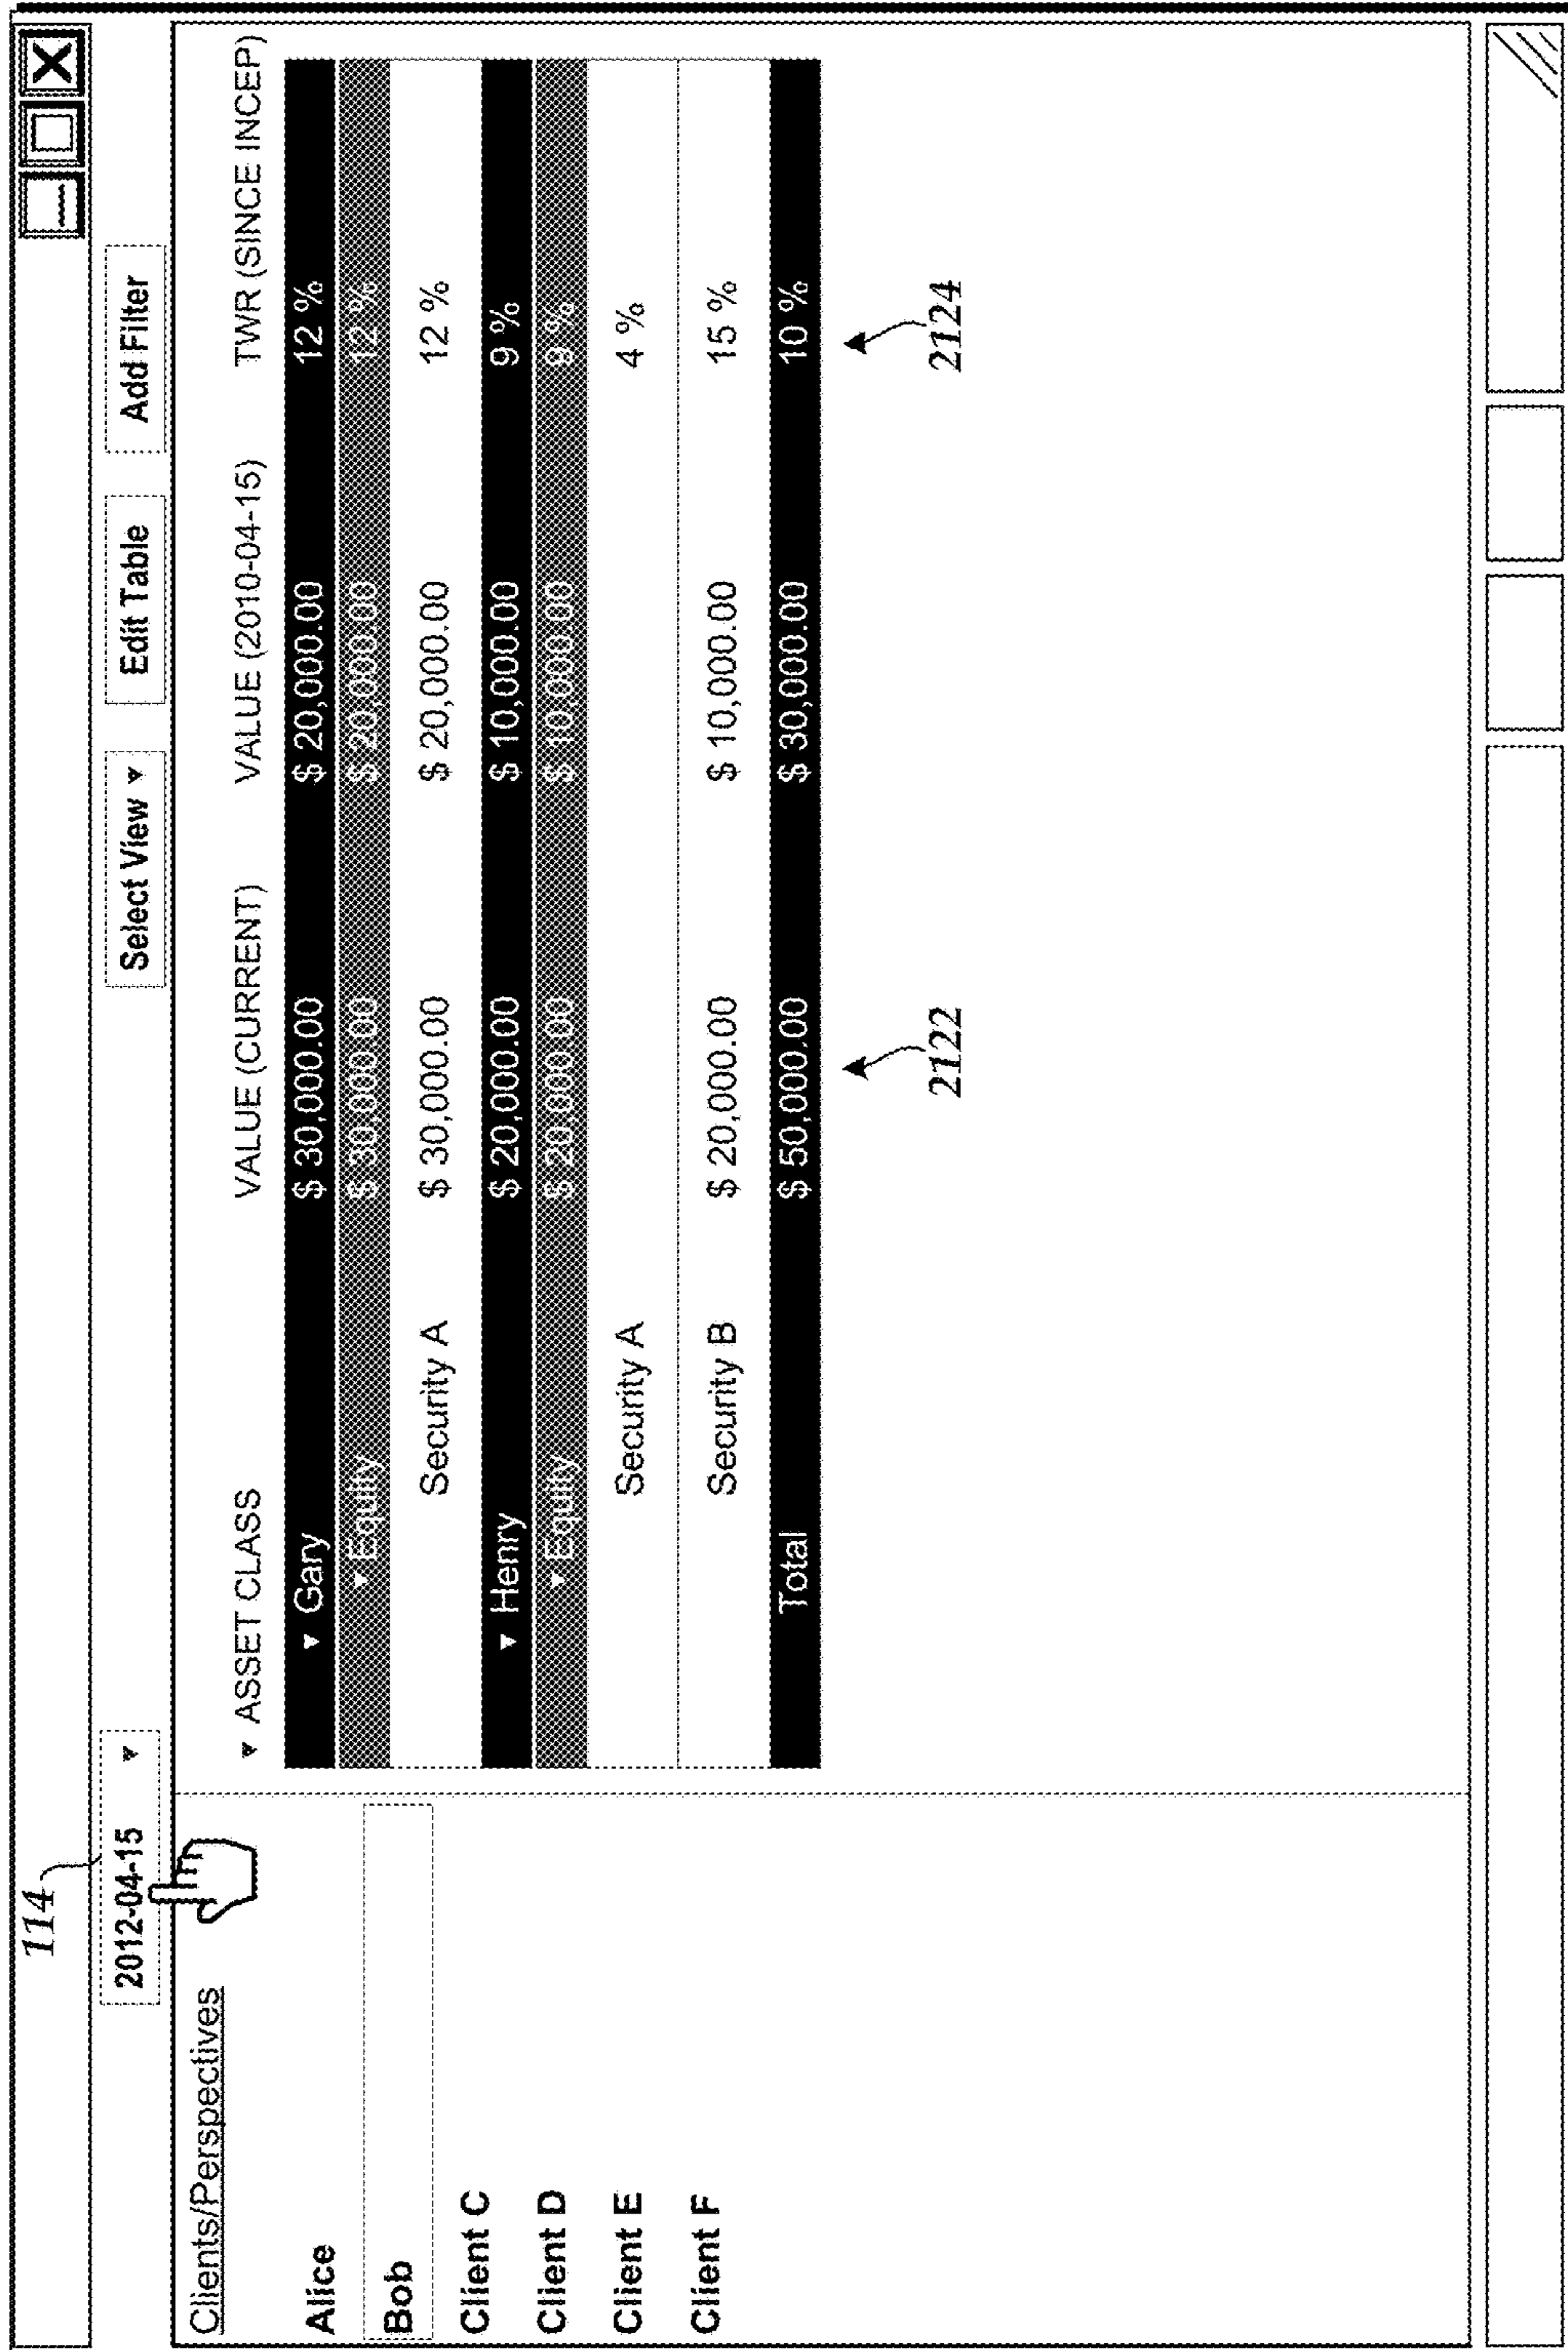 114
2012-04-15 ▼ Select View ▼ Edit Table Add Filter
Clients/Perspectives
Alice
Bob
Client C
Client D
Client E
Client F
▼ ASSET CLASS VALUE (CURRENT) VALUE (2010-04-15) TWR (SINCE INCEP)
▼ Gary $ 30,000.00 $ 20,000.00 12 %
▼ Equity $ 30,000.00 $ 20,000.00 12 %
Security A $ 30,000.00 $ 20,000.00 12 %
▼ Henry $ 20,000.00 $ 10,000.00 9 %
▼ Equity $ 20,000.00 $ 10,000.00 9 %
Security A 4 %
Security B $ 20,000.00 $ 10,000.00 15 %
Total $ 50,000.00 $ 30,000.00 10 %
2122 2124